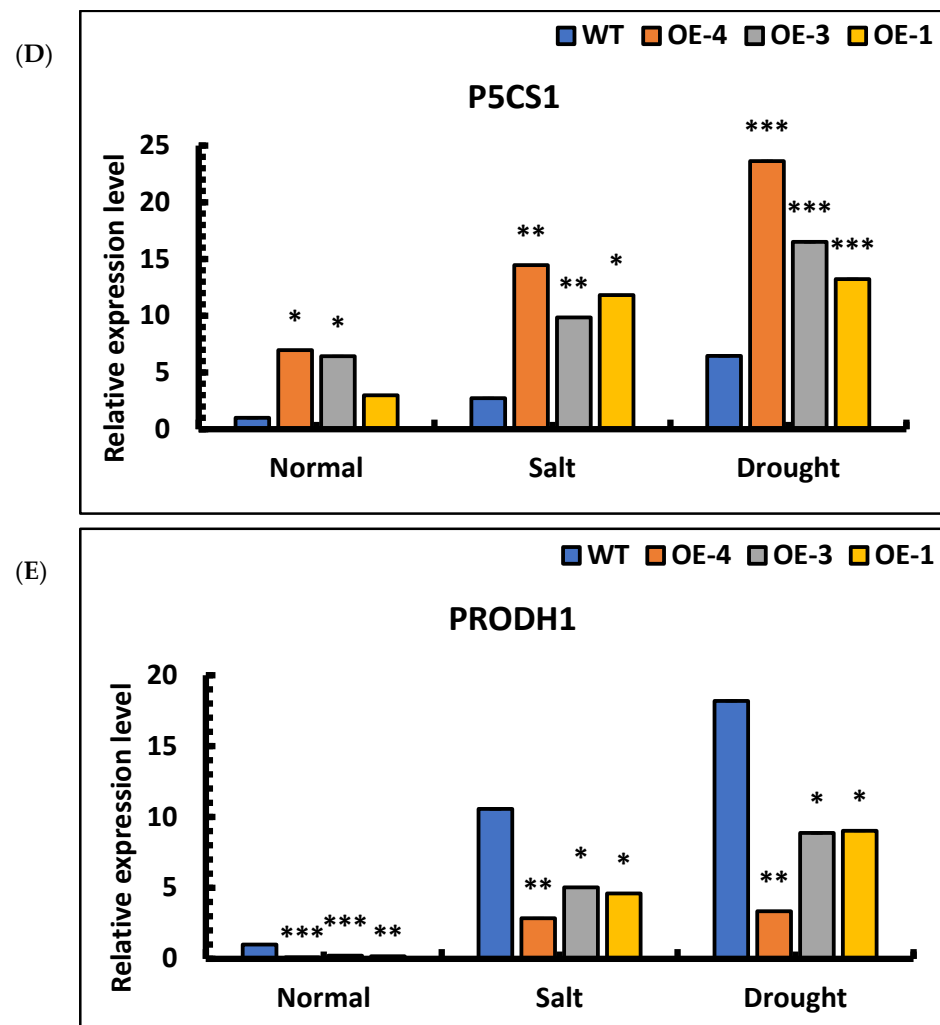 (D)
WT OE-4 OE-3 OE-1
P5CS1
Relative expression level
25
20
15
10
5
0
* *
** ** *
*** *** ***
Normal Salt Drought
(E)
WT OE-4 OE-3 OE-1
PRODH1
Relative expression level
20
15
10
5
0
*** *** **
** * *
** * *
Normal Salt Drought